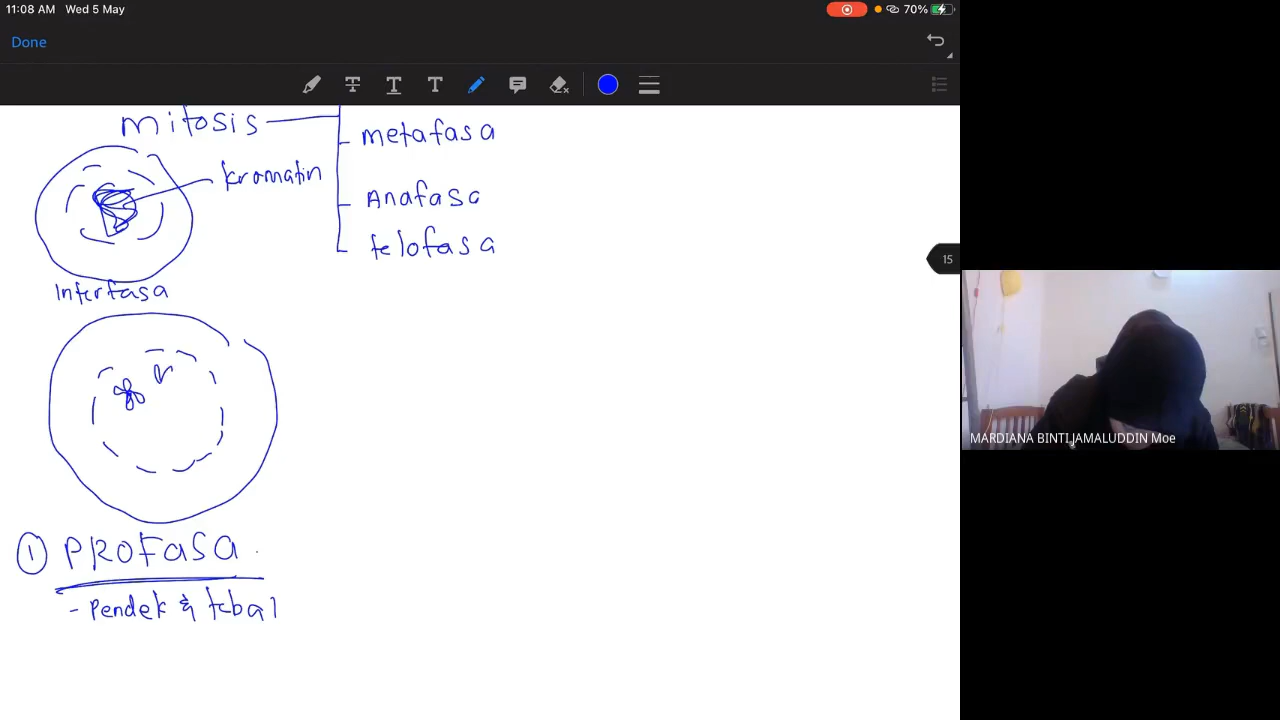 11:08 AM Wed 5 May
70%
Done
T T T
mitosis
metafasa
kromatin
Anafasa
telofasa
15
Interfasa
MARDIANA BINTI JAMALUDDIN Moe
1 PROFasa
- Pendek & tebal